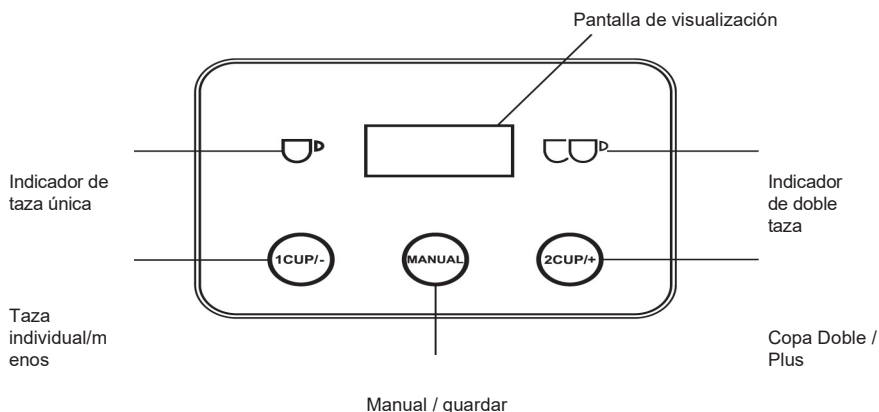 Pantalla de visualización
Indicador de
taza única
Indicador
de doble
taza
1CUP/-
MANUAL
2CUP/+
Taza
individual/m
enos
Copa Doble /
Plus
Manual / guardar